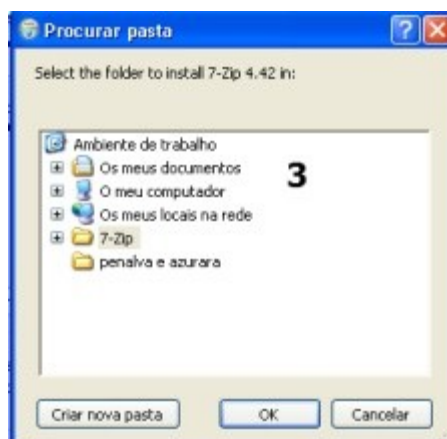 Procurar pasta
Select the folder to install 7-Zip 4.42 in:
Ambiente de trabalho
Os meus documentos
3
O meu computador
Os meus locais na rede
7-Zip
penalva e azurara
Criar nova pasta
OK
Cancelar